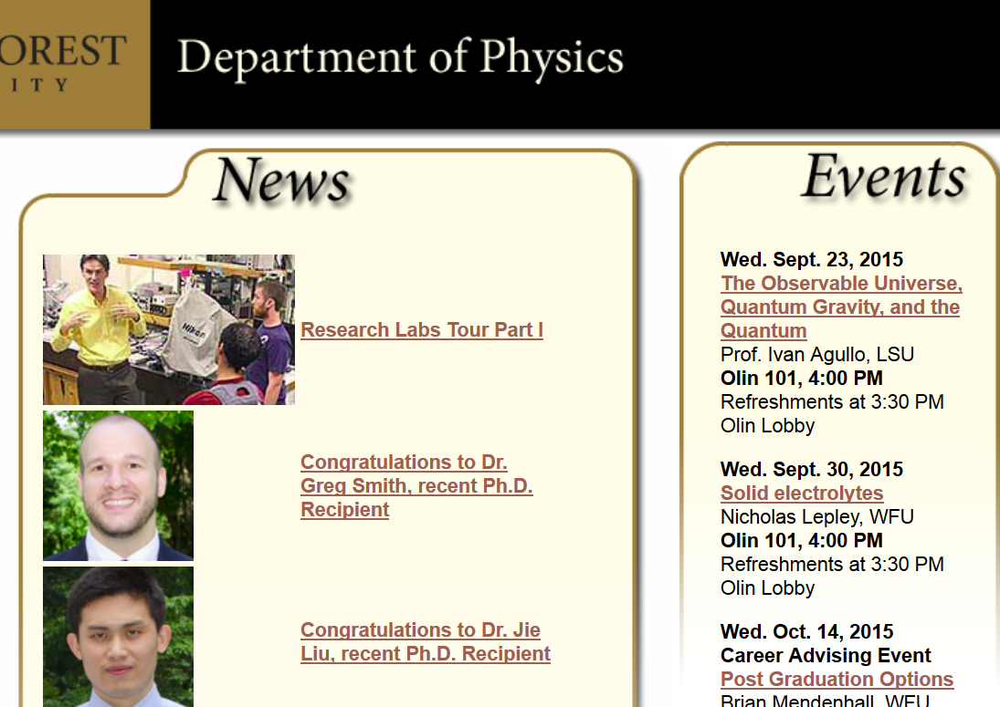 OREST
ITY
Department of Physics
News
Nikon
Research Labs Tour Part I
Congratulations to Dr.
Greg Smith, recent Ph.D.
Recipient
Congratulations to Dr. Jie
Liu, recent Ph.D. Recipient
Events
Wed. Sept. 23, 2015
The Observable Universe,
Quantum Gravity, and the
Quantum
Prof. Ivan Agullo, LSU
Olin 101, 4:00 PM
Refreshments at 3:30 PM
Olin Lobby
Wed. Sept. 30, 2015
Solid electrolytes
Nicholas Lepley, WFU
Olin 101, 4:00 PM
Refreshments at 3:30 PM
Olin Lobby
Wed. Oct. 14, 2015
Career Advising Event
Post Graduation Options
Brian Mendenhall, WFU